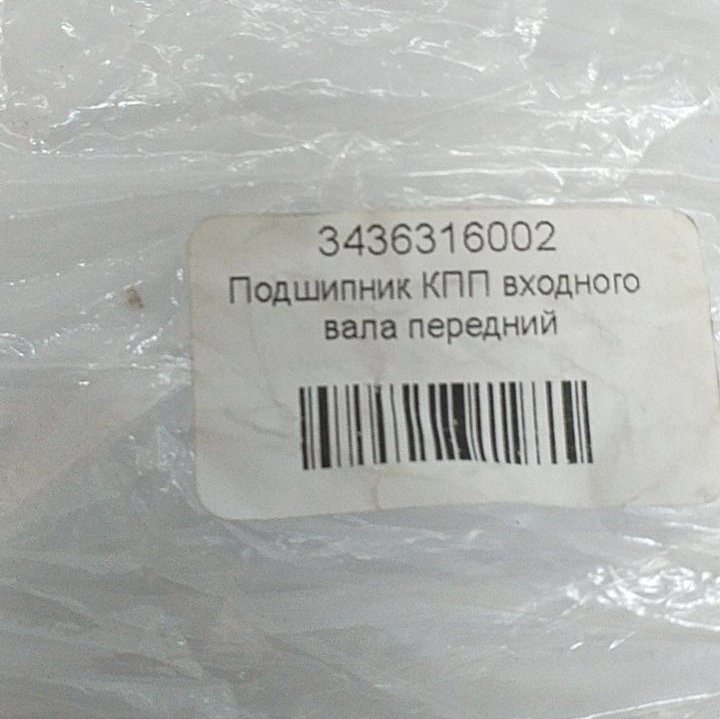 3436316002
Подшипник КПП входного
вала передний